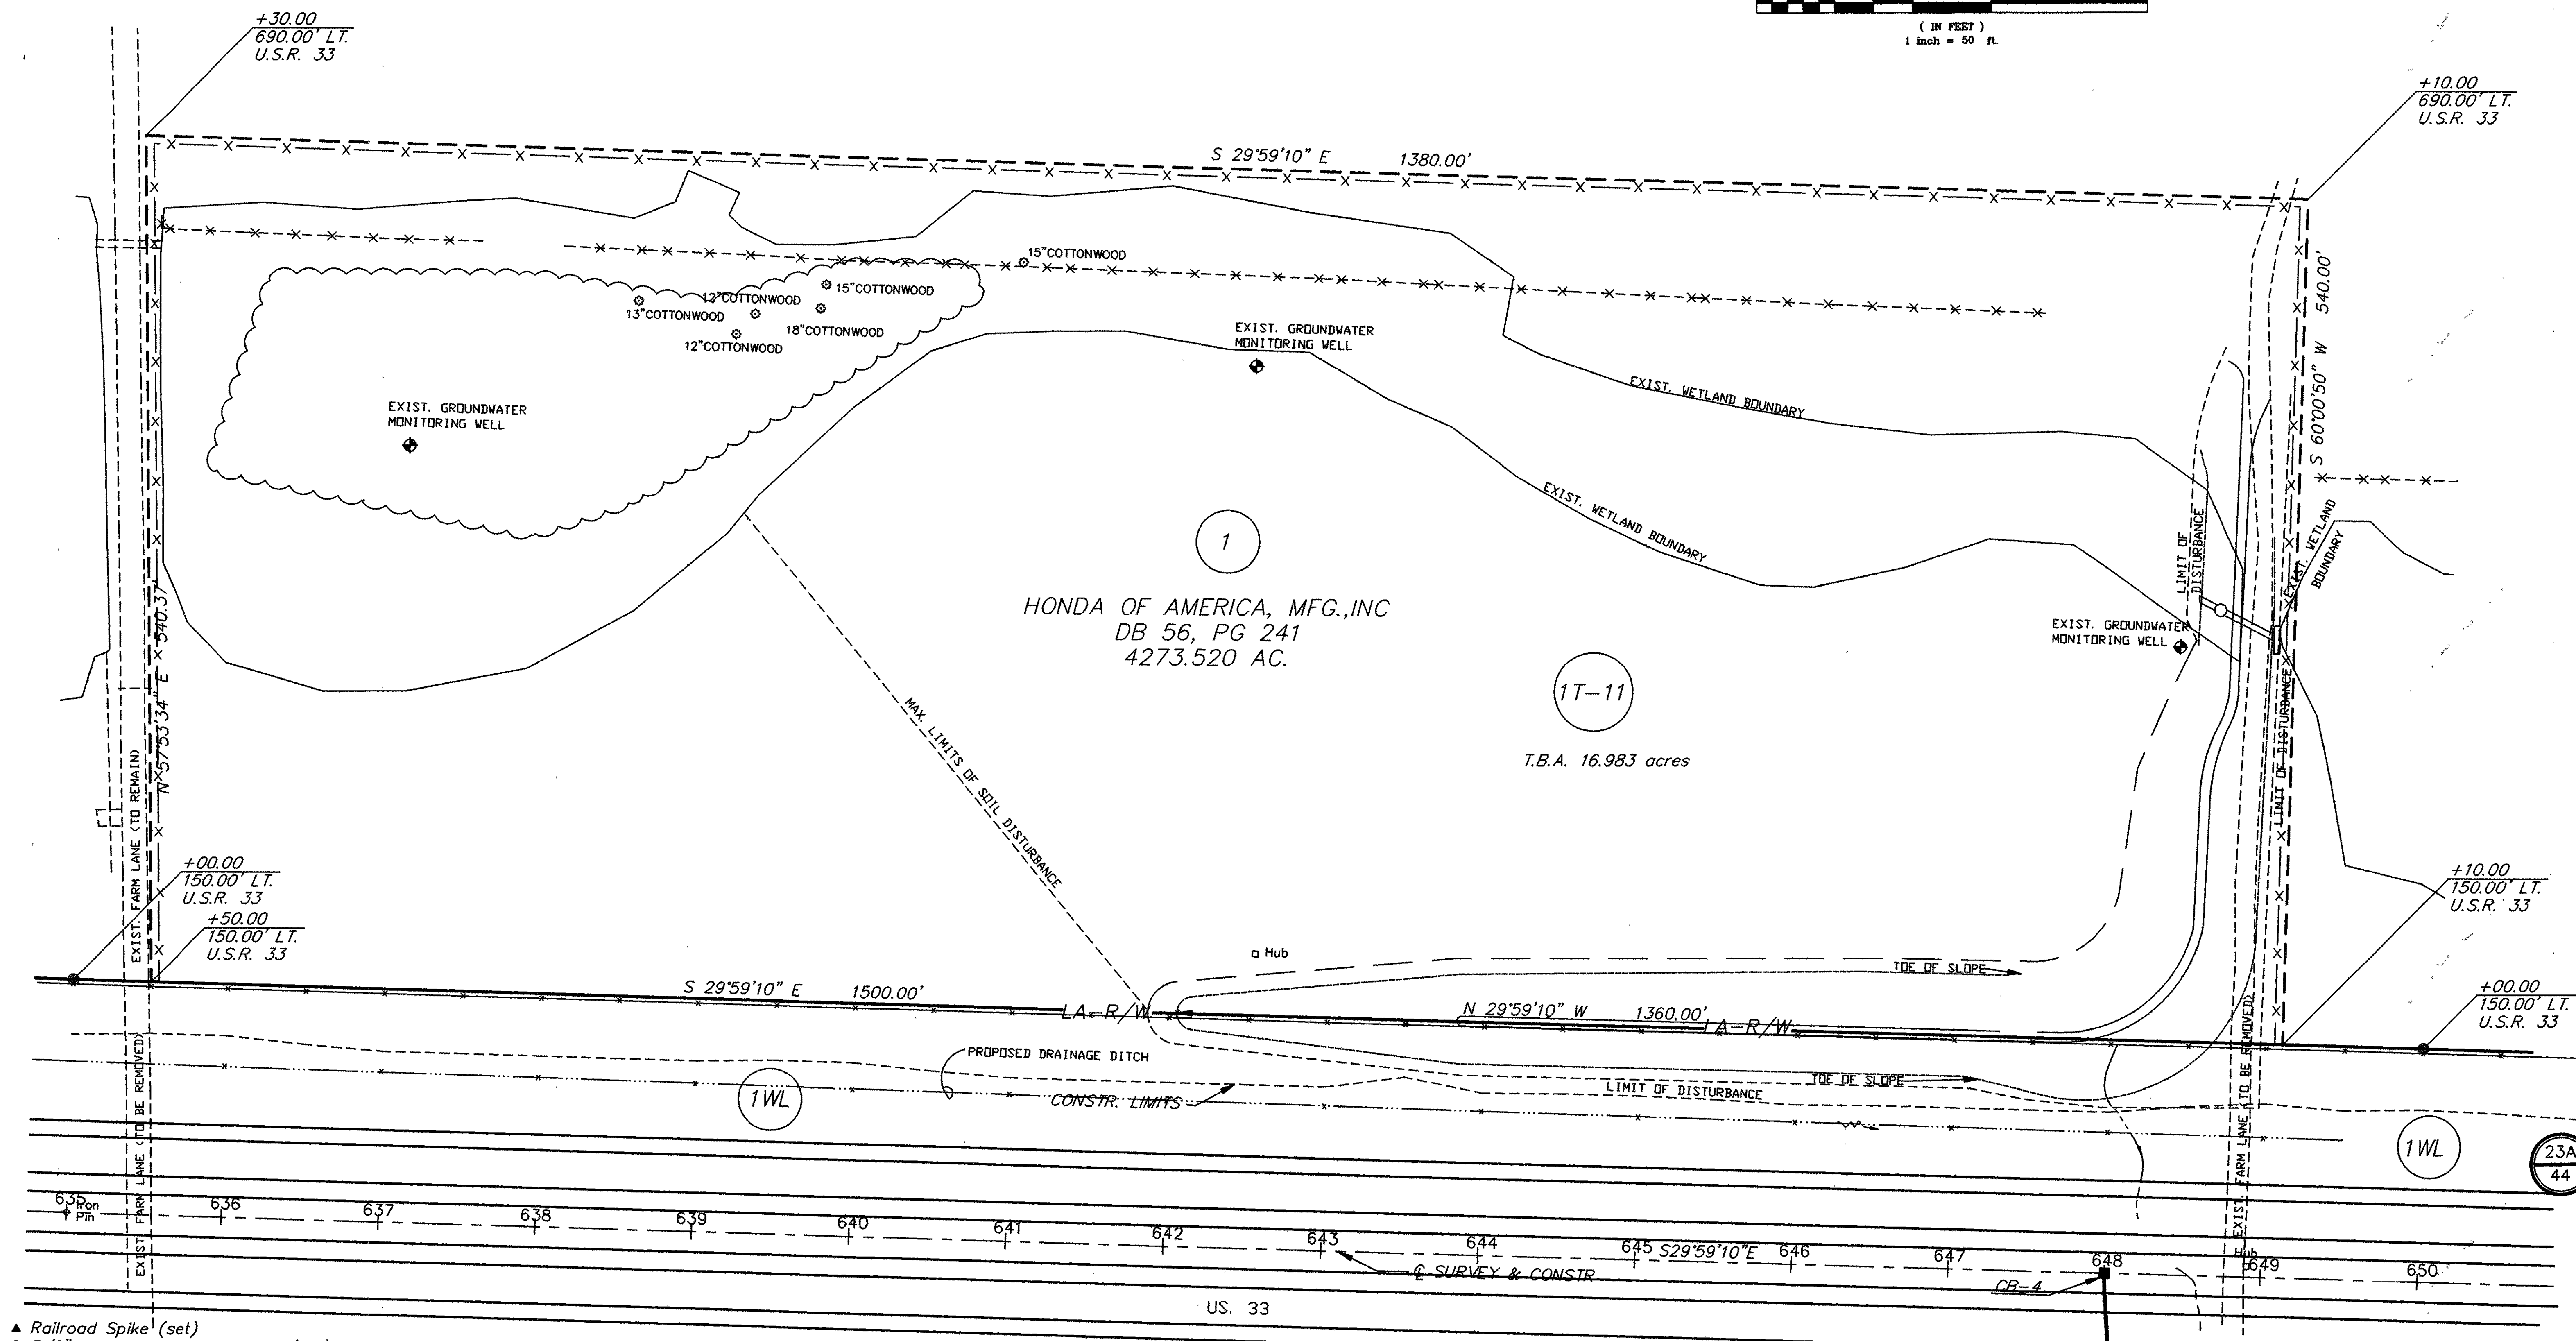 +30.00
690.00' LT.
U.S.R. 33
( IN FEET )
1 inch = 50 ft.
+10.00
690.00' LT.
U.S.R. 33
S 29°59'10" E 1380.00'
15"COTTONWOOD
15"COTTONWOOD
12"COTTONWOOD
13"COTTONWOOD
18"COTTONWOOD
12"COTTONWOOD
EXIST. GROUNDWATER
MONITORING WELL
EXIST. GROUNDWATER
MONITORING WELL
EXIST. WETLAND BOUNDARY
EXIST. WETLAND BOUNDARY
S 60°00'50" W 540.00'
LIMIT OF
DISTURBANCE
EXIST. WETLAND
BOUNDARY
1
HONDA OF AMERICA, MFG.,INC
DB 56, PG 241
4273.520 AC.
EXIST. GROUNDWATER
MONITORING WELL
N 57°53'34" E 540.37'
1T-11
T.B.A. 16.983 acres
MAX. LIMITS OF SOIL DISTURBANCE
LIMIT OF DISTURBANCE
EXIST. FARM LANE (TO REMAIN)
+00.00
150.00' LT.
U.S.R. 33
+50.00
150.00' LT.
U.S.R. 33
+10.00
150.00' LT.
U.S.R. 33
Hub
TOE OF SLOPE
S 29°59'10" E 1500.00'
LA-R/W
N 29°59'10" W 1360.00'
LA-R/W
+00.00
150.00' LT.
U.S.R. 33
PROPOSED DRAINAGE DITCH
1WL
CONSTR. LIMITS
TOE OF SLOPE
LIMIT OF DISTURBANCE
EXIST. FARM LANE (TO BE REMOVED)
EXIST. FARM LANE (TO BE REMOVED)
1WL
23A
44
635
Iron
Pin
636
637
638
639
640
641
642
643
644
645
S29°59'10"E
646
647
648
Hub
649
650
℄ SURVEY & CONSTR
CB-4
US. 33
▲ Railroad Spike (set)